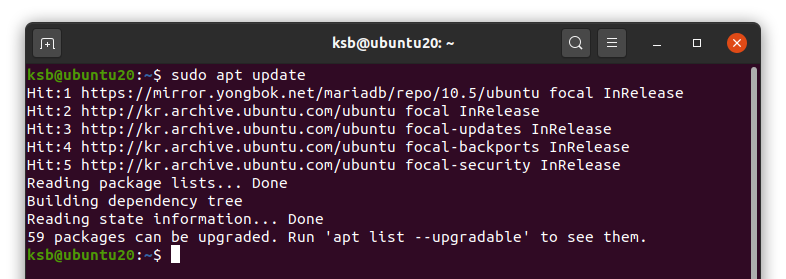 ksb@ubuntu20: ~
ksb@ubuntu20:~$ sudo apt update
Hit:1 https://mirror.yongbok.net/mariadb/repo/10.5/ubuntu focal InRelease
Hit:2 http://kr.archive.ubuntu.com/ubuntu focal InRelease
Hit:3 http://kr.archive.ubuntu.com/ubuntu focal-updates InRelease
Hit:4 http://kr.archive.ubuntu.com/ubuntu focal-backports InRelease
Hit:5 http://kr.archive.ubuntu.com/ubuntu focal-security InRelease
Reading package lists... Done
Building dependency tree
Reading state information... Done
59 packages can be upgraded. Run 'apt list --upgradable' to see them.
ksb@ubuntu20:~$